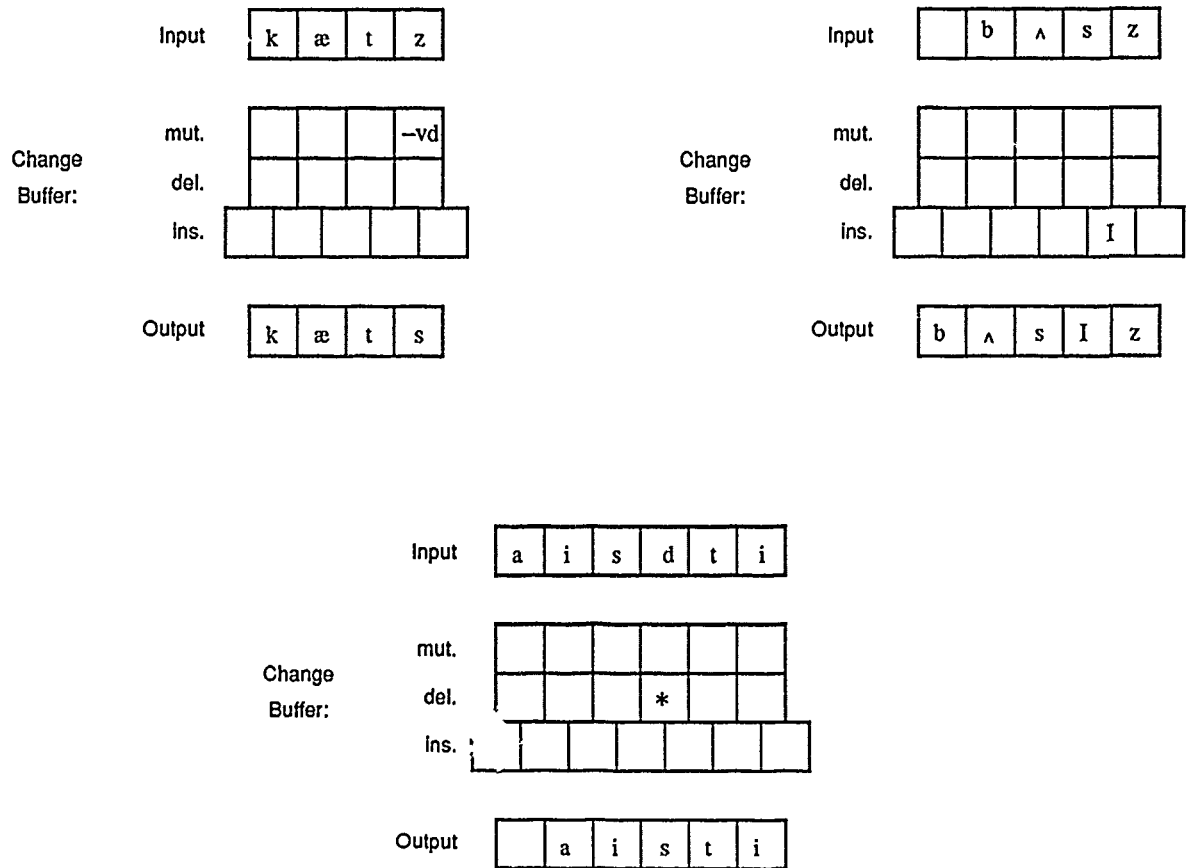 Input k æ t z
Change Buffer:
mut. –vd
del.
ins.
Output k æ t s
Input b ʌ s z
Change Buffer:
mut.
del.
ins. I
Output b ʌ s I z
Input a i s d t i
Change Buffer:
mut.
del. *
ins.
Output a i s t i